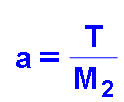 a = T / M₂